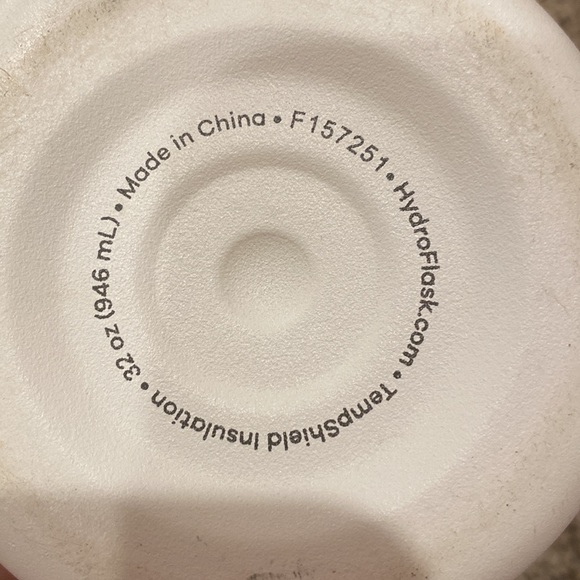 32 oz (946 mL) • Made in China • F157251 • HydroFlask.com • TempShield Insulation •